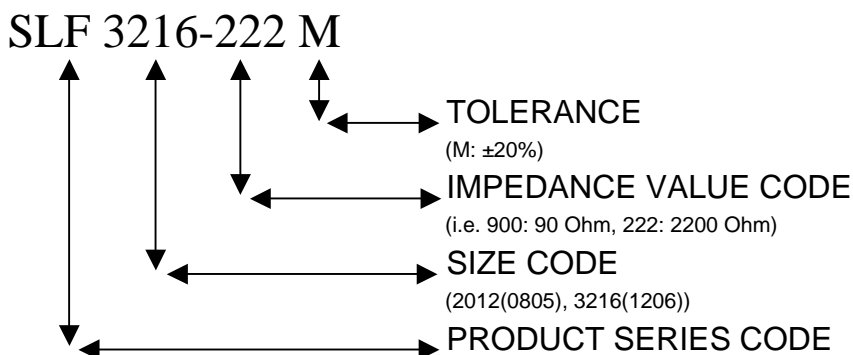 SLF 3216-222 M
TOLERANCE
(M: ±20%)
IMPEDANCE VALUE CODE
(i.e. 900: 90 Ohm, 222: 2200 Ohm)
SIZE CODE
(2012(0805), 3216(1206))
PRODUCT SERIES CODE